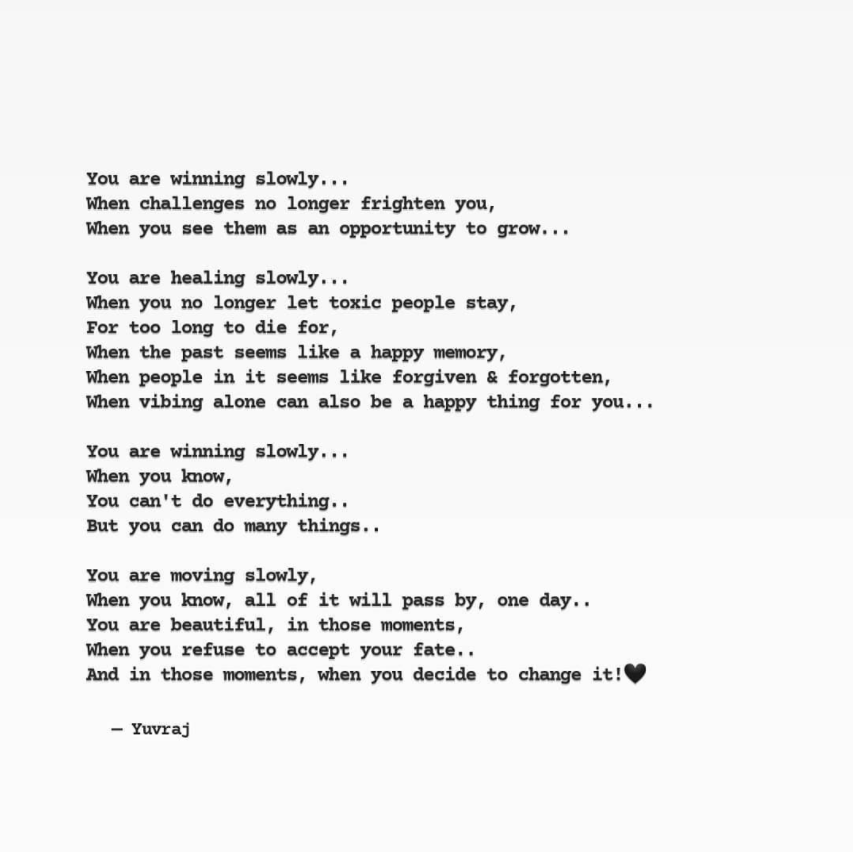 You are winning slowly...
When challenges no longer frighten you,
When you see them as an opportunity to grow...
You are healing slowly...
When you no longer let toxic people stay,
For too long to die for,
When the past seems like a happy memory,
When people in it seems like forgiven & forgotten,
When vibing alone can also be a happy thing for you...
You are winning slowly...
When you know,
You can't do everything..
But you can do many things..
You are moving slowly,
When you know, all of it will pass by, one day..
You are beautiful, in those moments,
When you refuse to accept your fate..
And in those moments, when you decide to change it!🖤
— Yuvraj